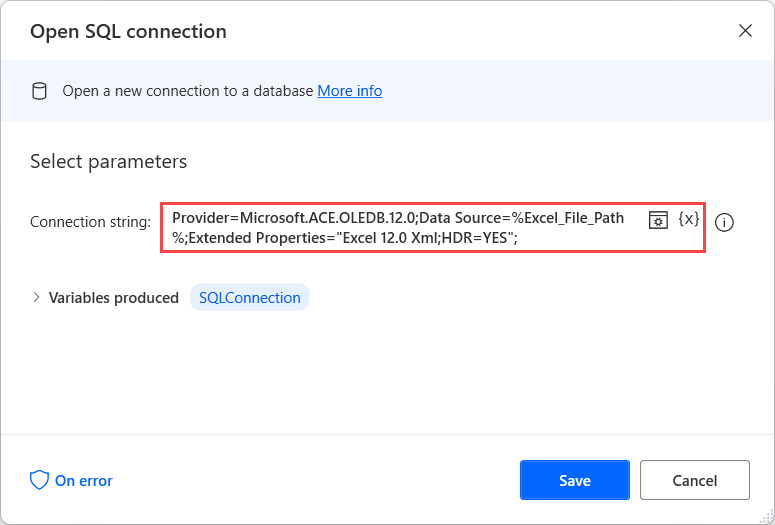 Open SQL connection
Open a new connection to a database More info
Select parameters
Connection string:
Provider=Microsoft.ACE.OLEDB.12.0;Data Source=%Excel_File_Path
%;Extended Properties="Excel 12.0 Xml;HDR=YES";
{x}
Variables produced SQLConnection
On error
Save
Cancel